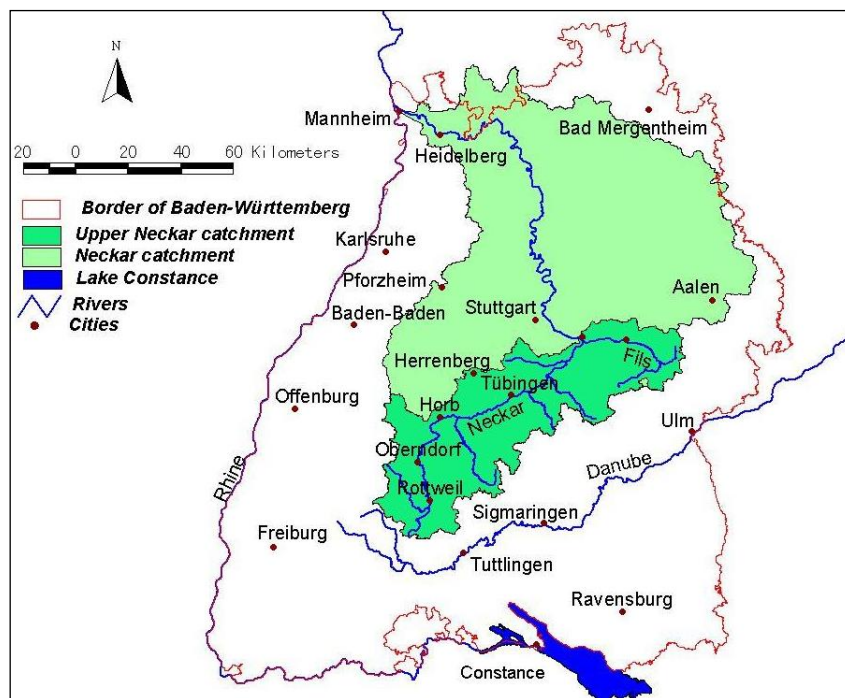 N
20 0 20 40 60 Kilometers
Border of Baden-Württemberg
Upper Neckar catchment
Neckar catchment
Lake Constance
Rivers
Cities
Mannheim
Heidelberg
Bad Mergentheim
Karlsruhe
Pforzheim
Baden-Baden
Stuttgart
Aalen
Herrenberg
Fils
Tübingen
Offenburg
Horb
Neckar
Ulm
Oberndorf
Danube
Rhine
Rottweil
Sigmaringen
Freiburg
Tuttlingen
Ravensburg
Constance